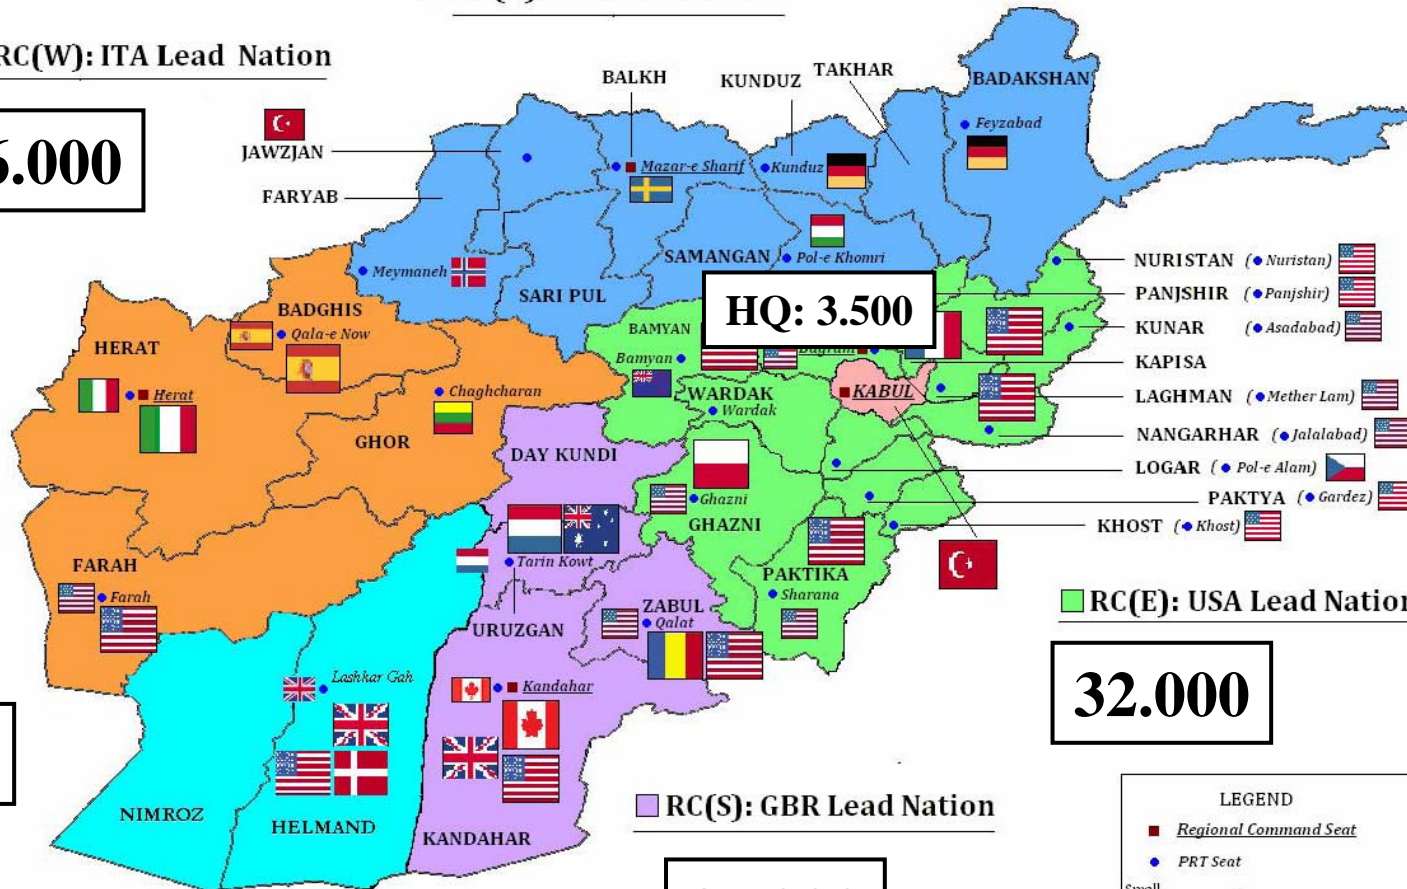 RC(W): ITA Lead Nation
BALKH
KUNDUZ
TAKHAR
BADAKSHAN
JAWZJAN
Feyzabad
6.000
Mazar-e Sharif
Kunduz
FARYAB
Meymaneh
SAMANGAN
Pol-e Khomri
SARI PUL
NURISTAN (Nuristan)
PANJSHIR (Panjshir)
KUNAR (Asadabad)
KAPISA
LAGHMAN (Mether Lam)
NANGARHAR (Jalalabad)
LOGAR (Pol-e Alam)
PAKTYA (Gardez)
KHOST (Khost)
BADGHIS
Qala-e Now
HQ: 3.500
HERAT
Herat
BAMYAN
Bamyan
Bagram
Chaghcharan
WARDAK
Wardak
KABUL
GHOR
DAY KUNDI
Ghazni
GHAZNI
FARAH
Farah
Tarin Kowt
URUZGAN
PAKTIKA
Sharana
ZABUL
Qalat
RC(E): USA Lead Nation
32.000
Lashkar Gah
Kandahar
NIMROZ
HELMAND
KANDAHAR
RC(S): GBR Lead Nation
LEGEND
Regional Command Seat
PRT Seat
Small